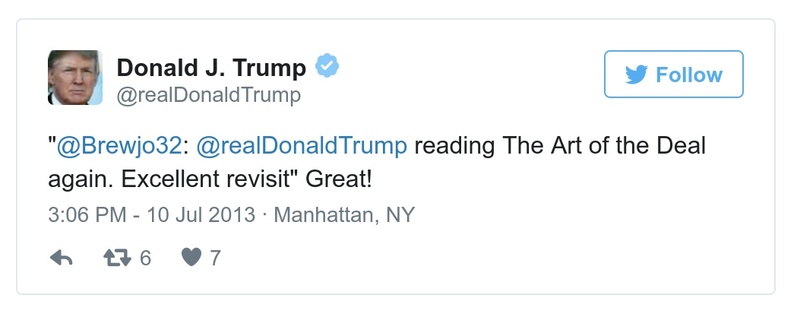 Donald J. Trump
@realDonaldTrump
Follow
"@Brewjo32: @realDonaldTrump reading The Art of the Deal
again. Excellent revisit" Great!
3:06 PM - 10 Jul 2013 · Manhattan, NY
6 7